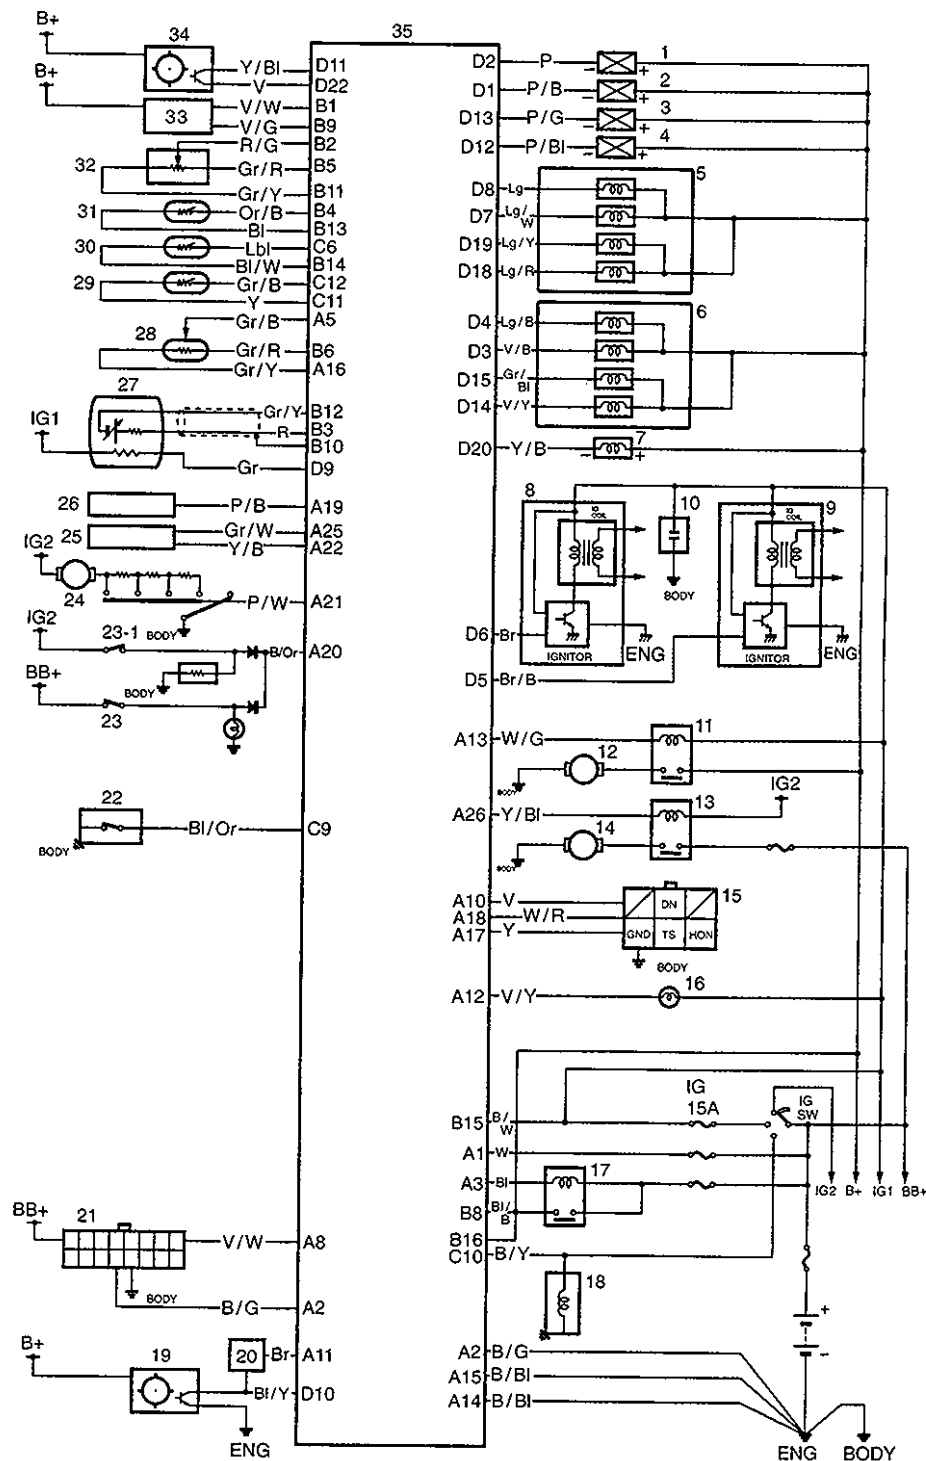 B+
34
35
Y/Bl
D11
V
D22
B+
33
V/W
B1
V/G
B9
R/G
B2
32
Gr/R
B5
Gr/Y
B11
31
Or/B
B4
Bl
B13
30
Lbl
C6
Bl/W
B14
29
Gr/B
C12
Y
C11
Gr/B
A5
28
Gr/R
B6
Gr/Y
A16
27
IG1
Gr/Y
B12
R
B3
B10
Gr
D9
26
P/B
A19
25
Gr/W
A25
Y/B
A22
IG2
24
P/W
A21
BODY
IG2
23-1
B/Or
A20
BB+
BODY
23
22
Bl/Or
C9
BODY
BB+
21
V/W
A8
BODY
B/G
A2
B+
19
20
Br
A11
Bl/Y
D10
ENG
D2
P
- +
1
D1
P/B
- +
2
D13
P/G
- +
3
D12
P/Bl
- +
4
5
D8
Lg
D7
Lg/W
D19
Lg/Y
D18
Lg/R
6
D4
Lg/B
D3
V/B
D15
Gr/Bl
D14
V/Y
D20
Y/B
- +
7
8
IG COIL
10
BODY
9
IG COIL
D6
Br
IGNITOR
ENG
IGNITOR
ENG
D5
Br/B
A13
W/G
11
12
BODY
A26
Y/Bl
13
IG2
14
BODY
A10
V
A18
W/R
A17
Y
15
DN
GND
TS
HON
BODY
A12
V/Y
16
IG
15A
IG SW
B15
B/W
A1
W
A3
Bl
17
B8
Bl/B
B16
C10
B/Y
IG2
B+
IG1
BB+
18
+
-
A2
B/G
A15
B/Bl
A14
B/Bl
ENG
BODY